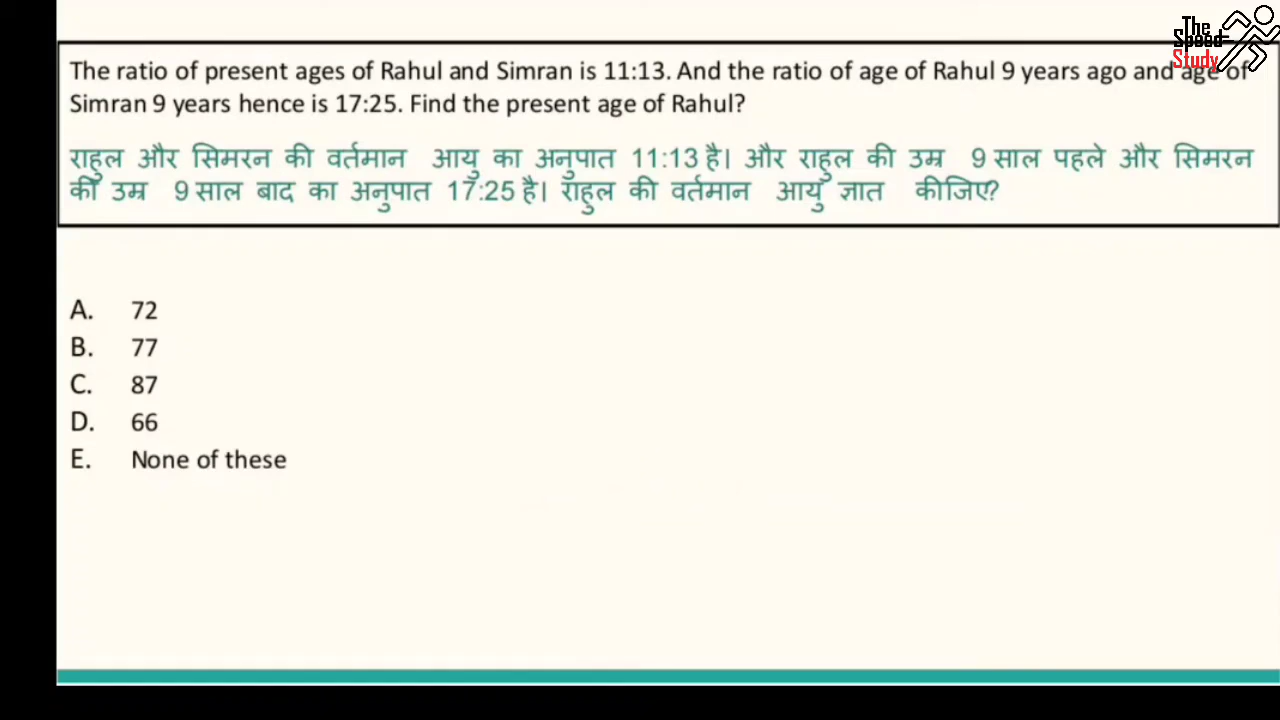 The
Speed
Study
The ratio of present ages of Rahul and Simran is 11:13. And the ratio of age of Rahul 9 years ago and age of
Simran 9 years hence is 17:25. Find the present age of Rahul?
राहुल और सिमरन की वर्तमान आयु का अनुपात 11:13 है। और राहुल की उम्र 9 साल पहले और सिमरन
की उम्र 9 साल बाद का अनुपात 17:25 है। राहुल की वर्तमान आयु ज्ञात कीजिए?
A. 72
B. 77
C. 87
D. 66
E. None of these